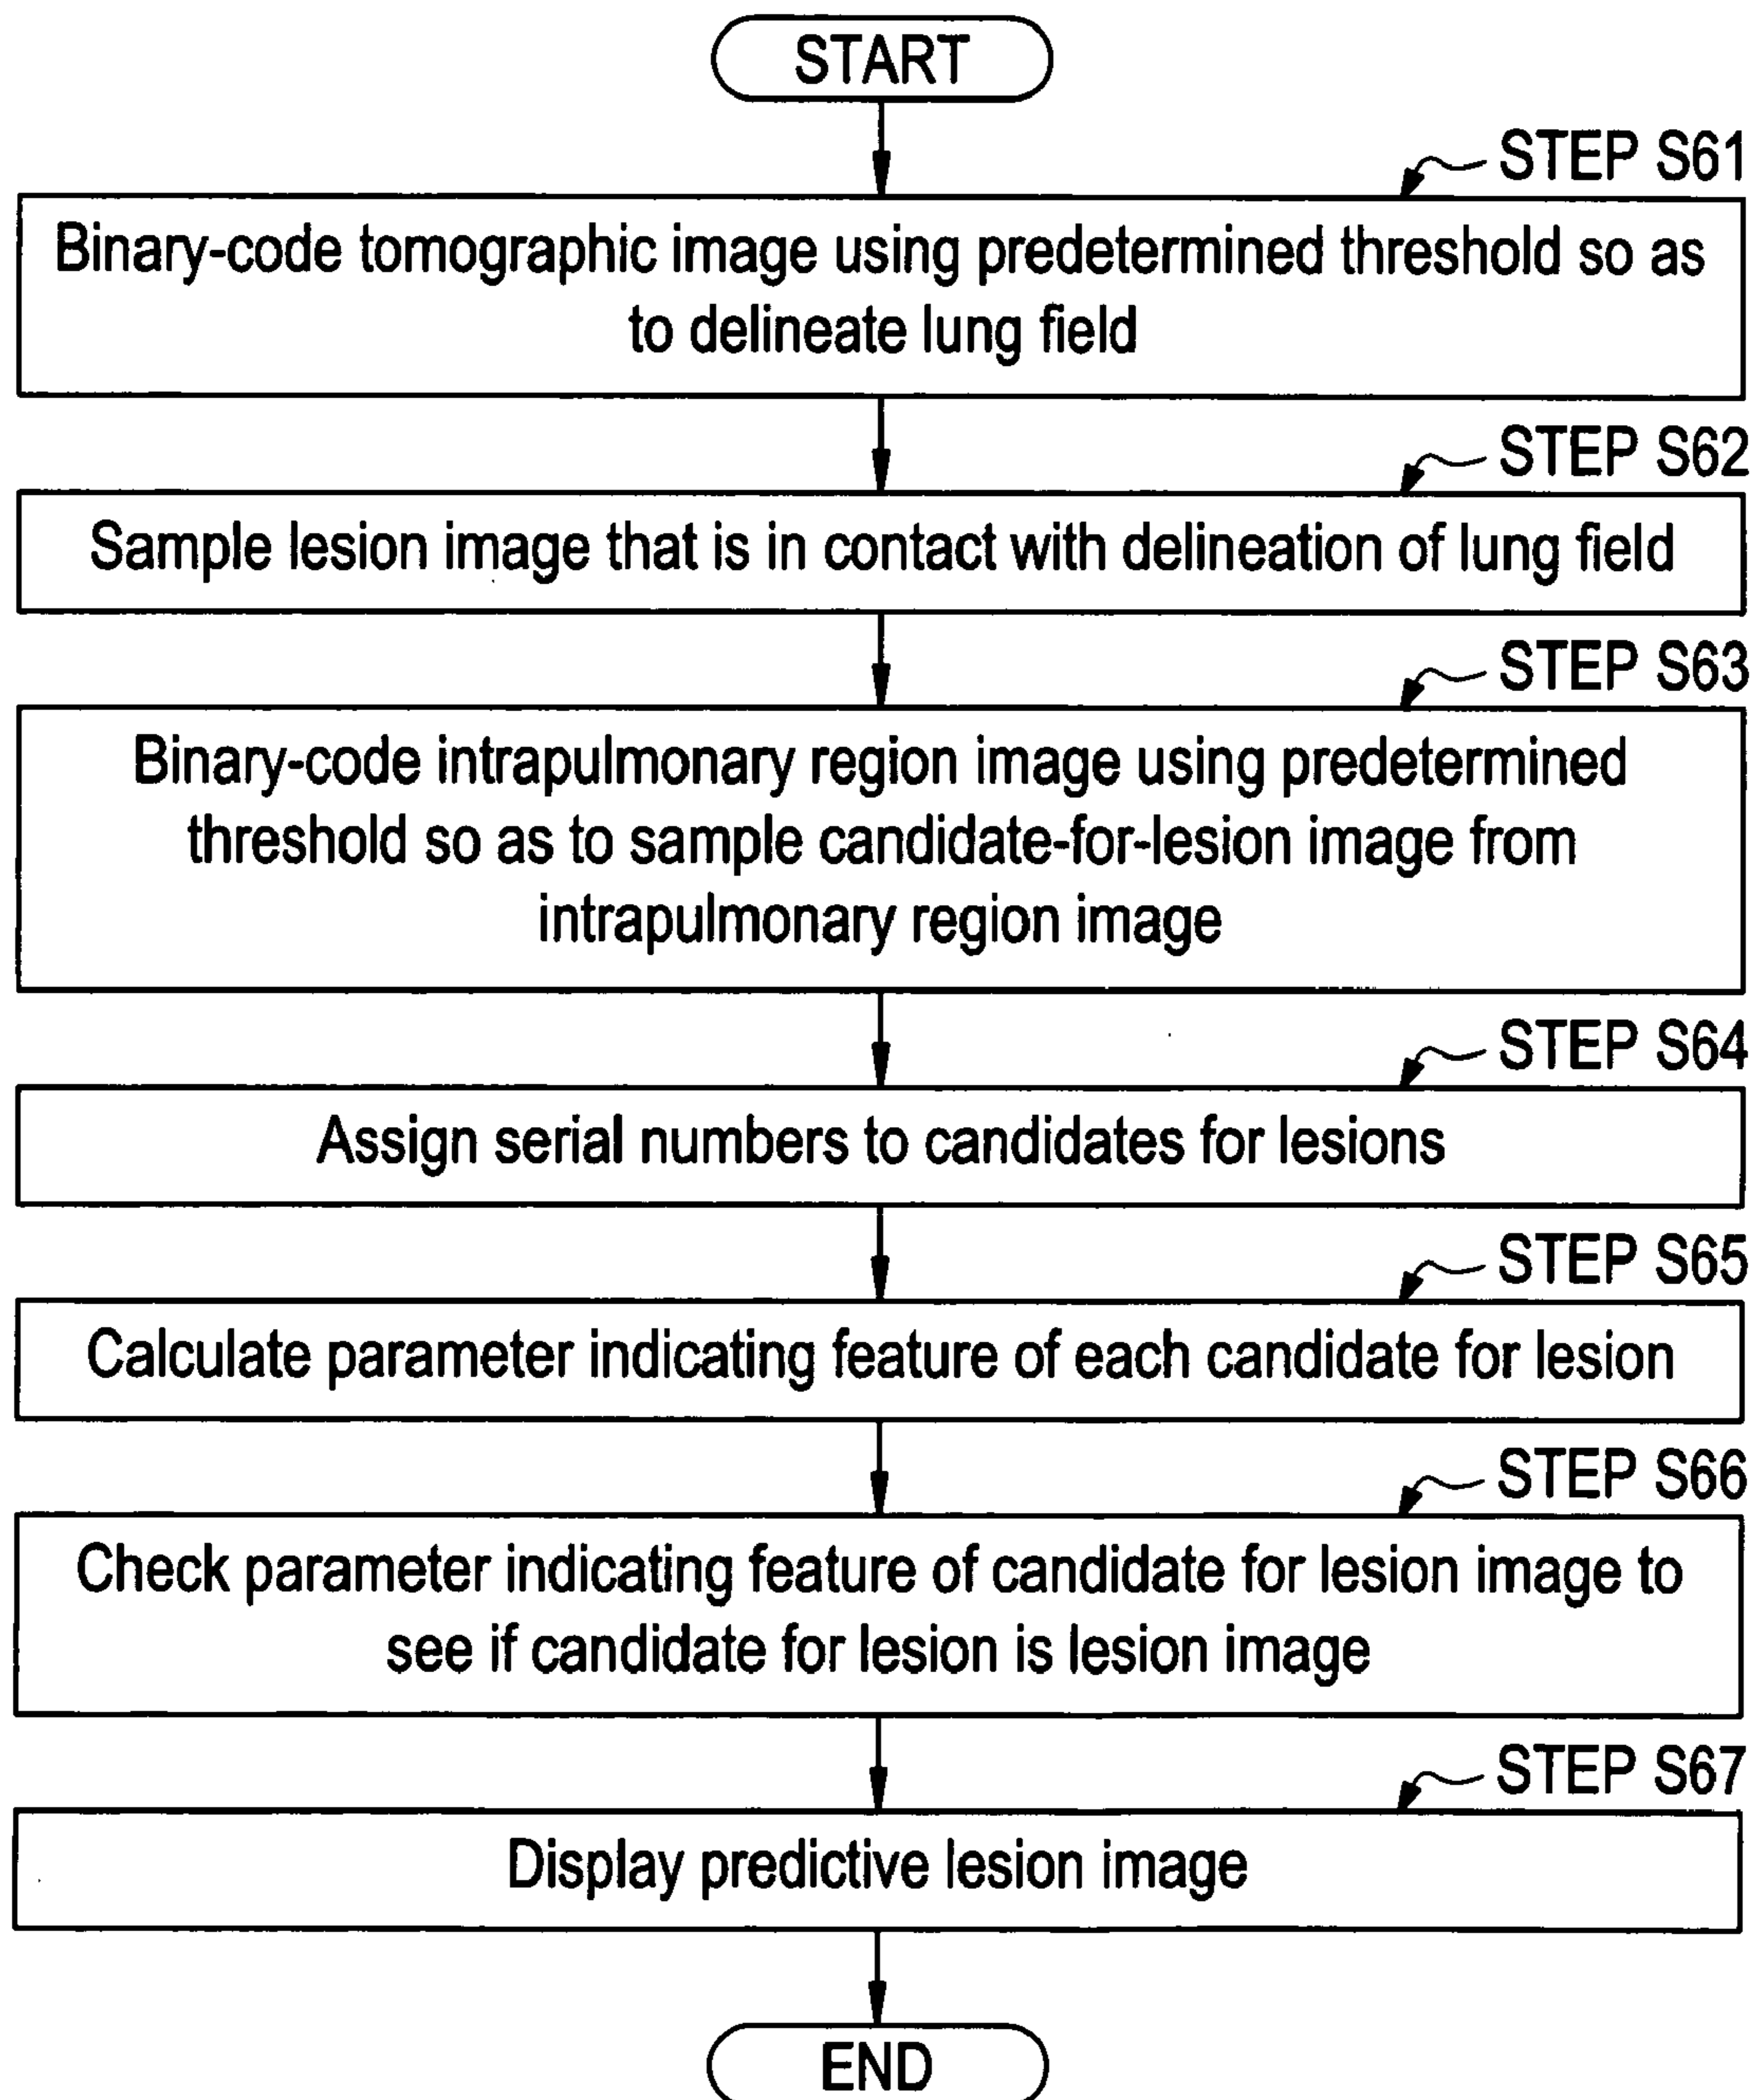 START
STEP S61
Binary-code tomographic image using predetermined threshold so as
to delineate lung field
STEP S62
Sample lesion image that is in contact with delineation of lung field
STEP S63
Binary-code intrapulmonary region image using predetermined
threshold so as to sample candidate-for-lesion image from
intrapulmonary region image
STEP S64
Assign serial numbers to candidates for lesions
STEP S65
Calculate parameter indicating feature of each candidate for lesion
STEP S66
Check parameter indicating feature of candidate for lesion image to
see if candidate for lesion is lesion image
STEP S67
Display predictive lesion image
END